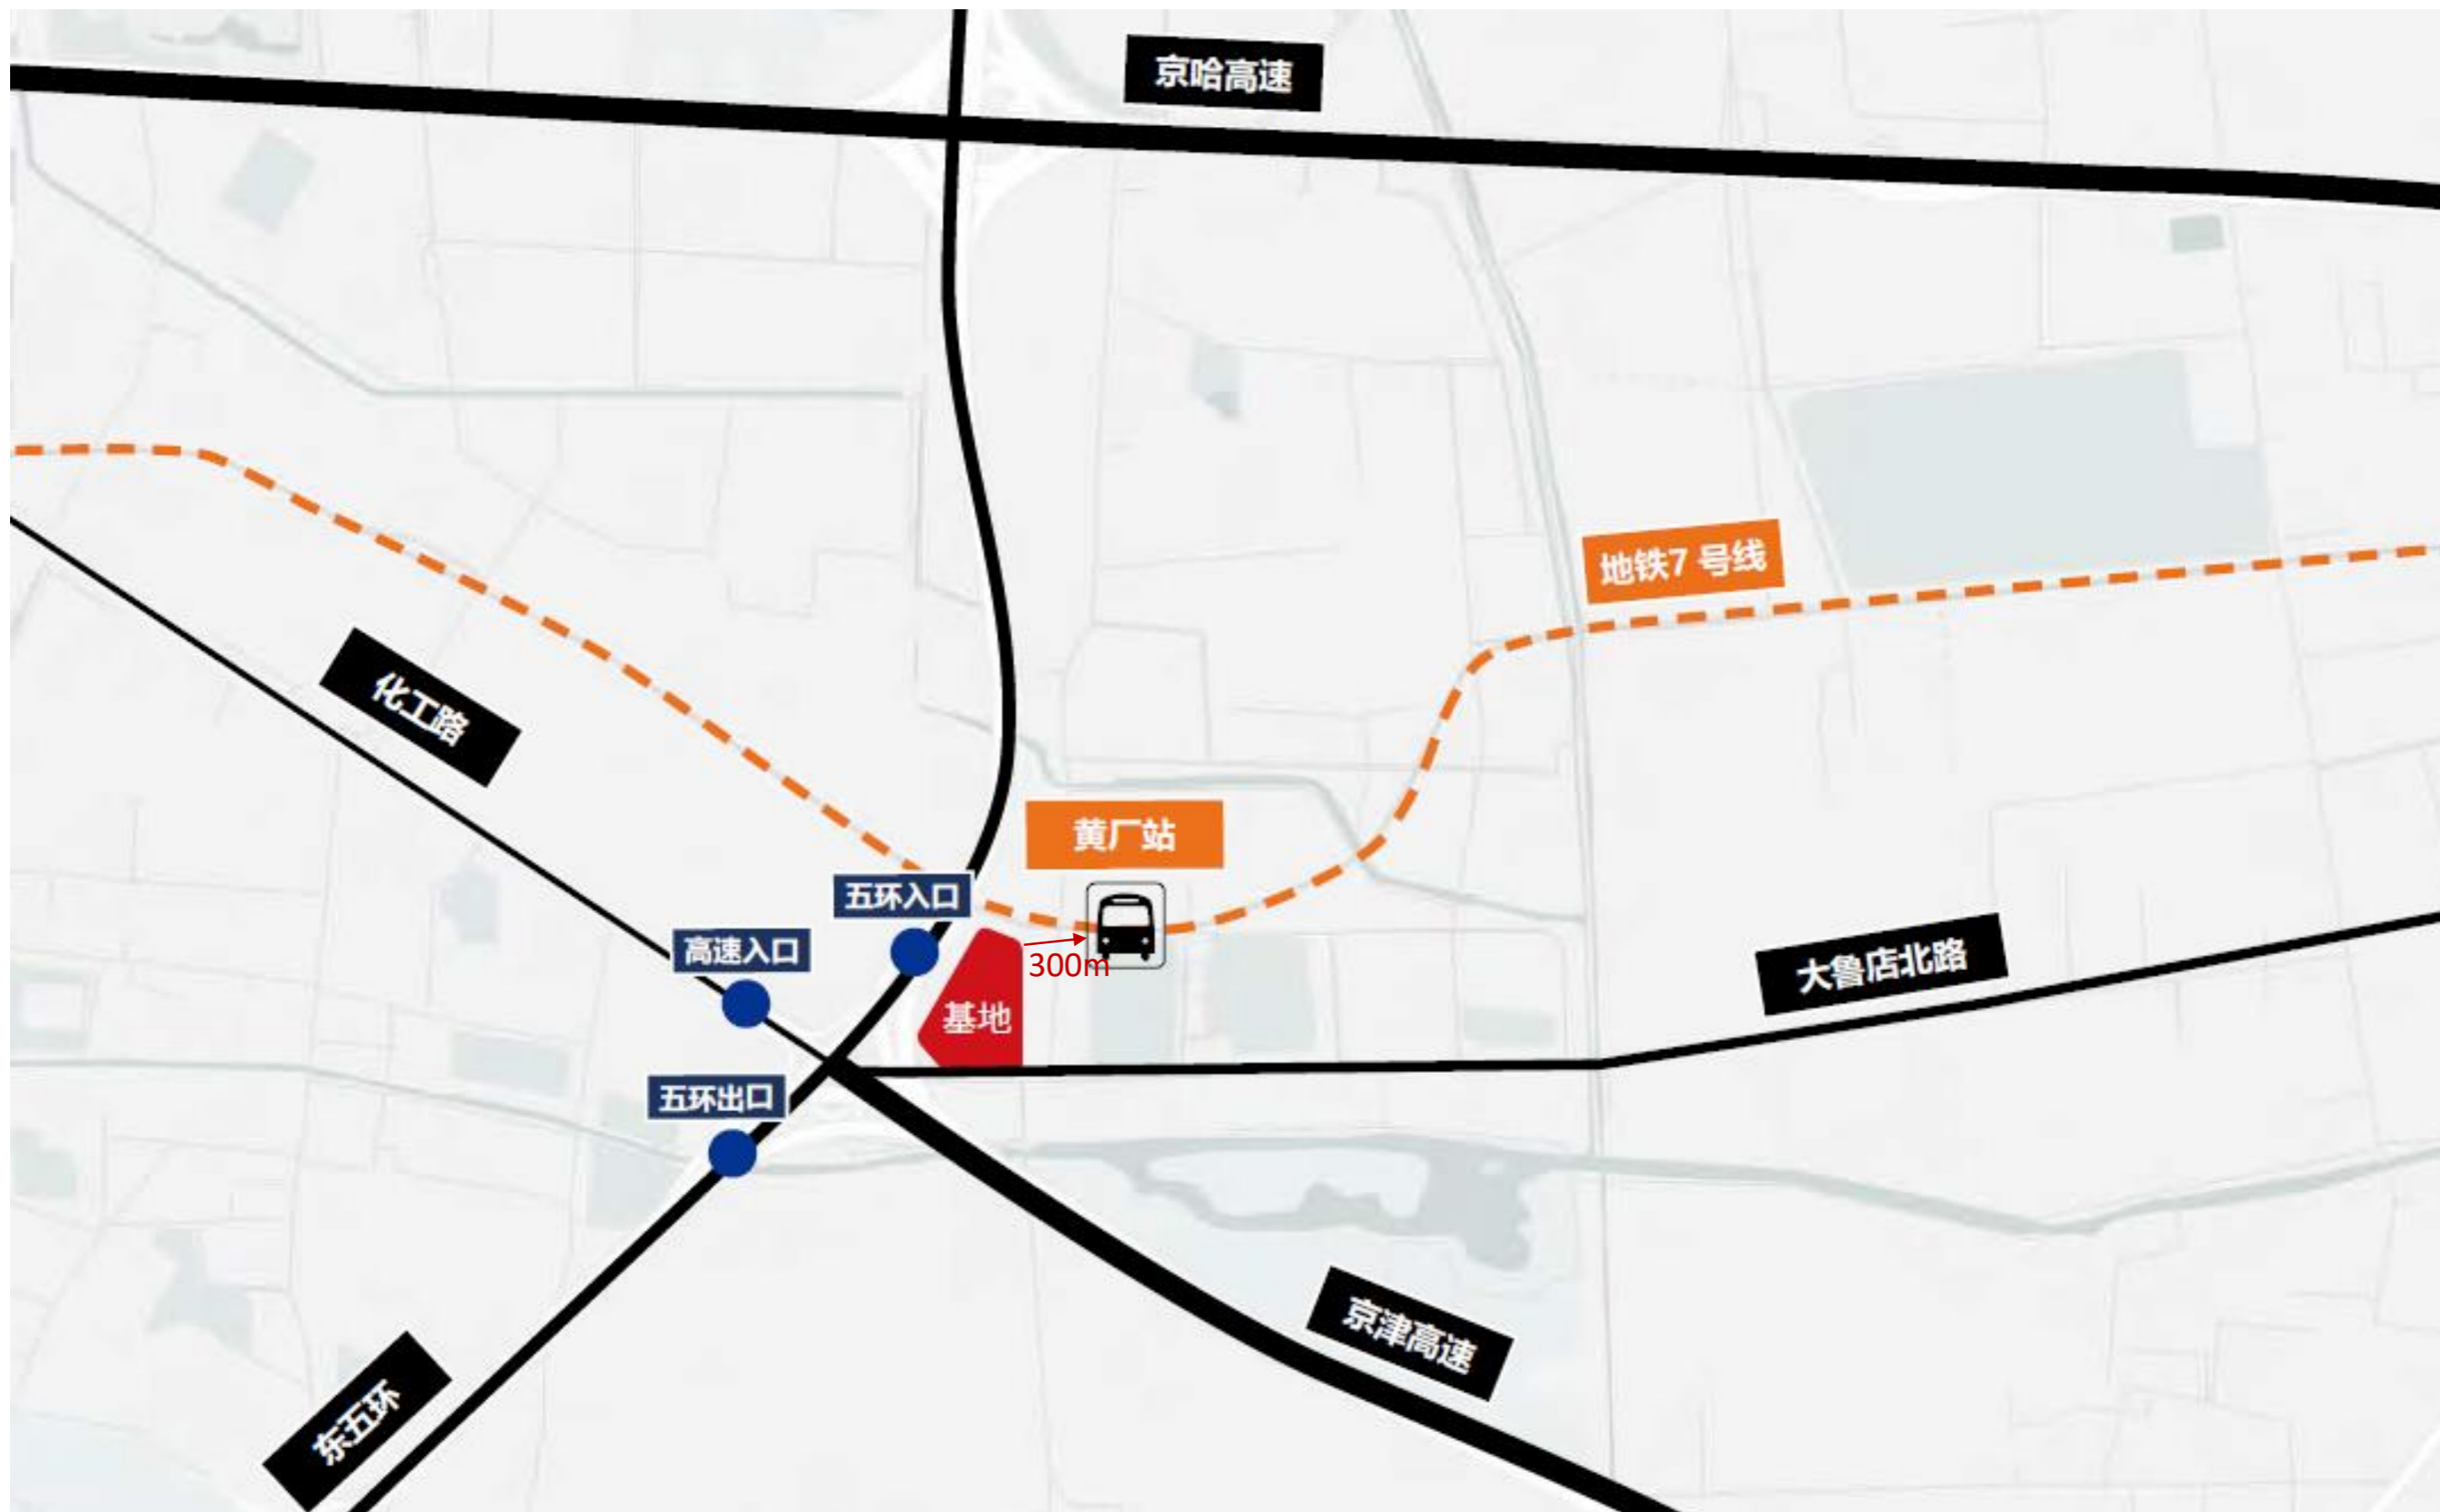 京哈高速
地铁7 号线
化工路
黄厂站
五环入口
高速入口
300m
大鲁店北路
基地
五环出口
京津高速
东五环